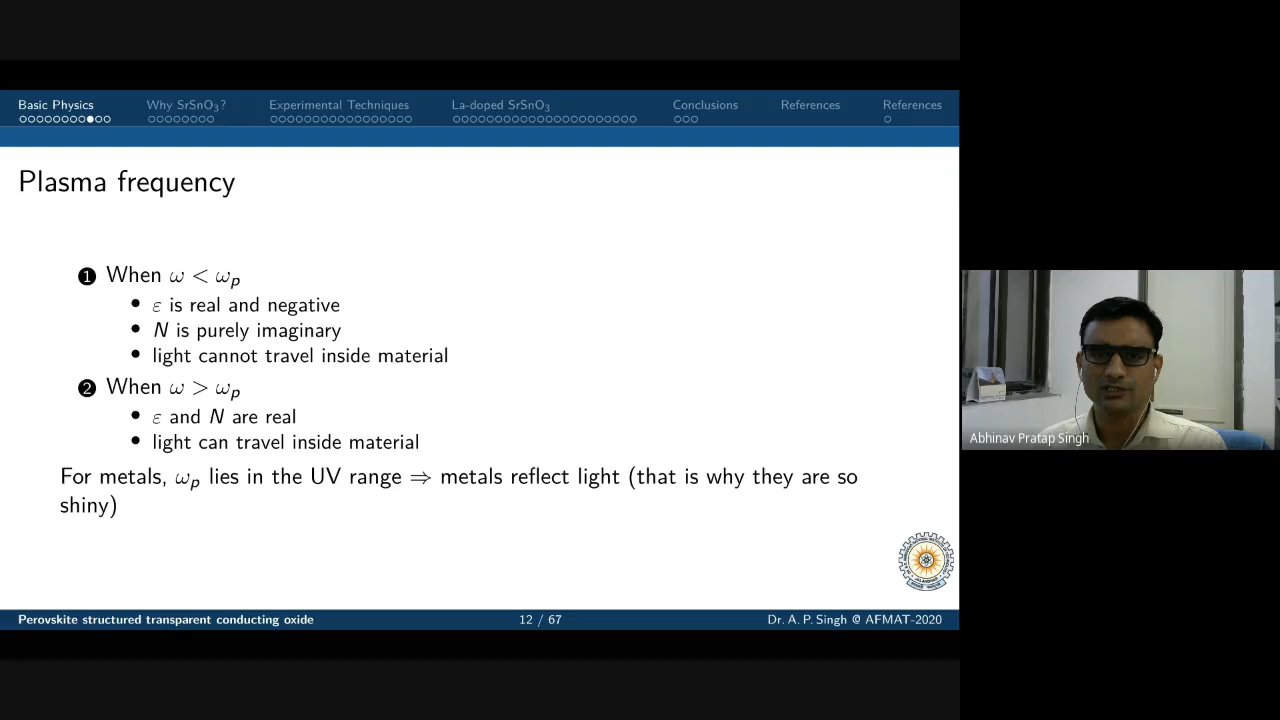 Basic Physics Why SrSnO₃? Experimental Techniques La-doped SrSnO₃ Conclusions References References
Plasma frequency
1 When ω < ωₚ
• ε is real and negative
• N is purely imaginary
• light cannot travel inside material
2 When ω > ωₚ
• ε and N are real
• light can travel inside material
For metals, ωₚ lies in the UV range ⇒ metals reflect light (that is why they are so
shiny)
Abhinav Pratap Singh
Perovskite structured transparent conducting oxide 12 / 67 Dr. A. P. Singh @ AFMAT-2020